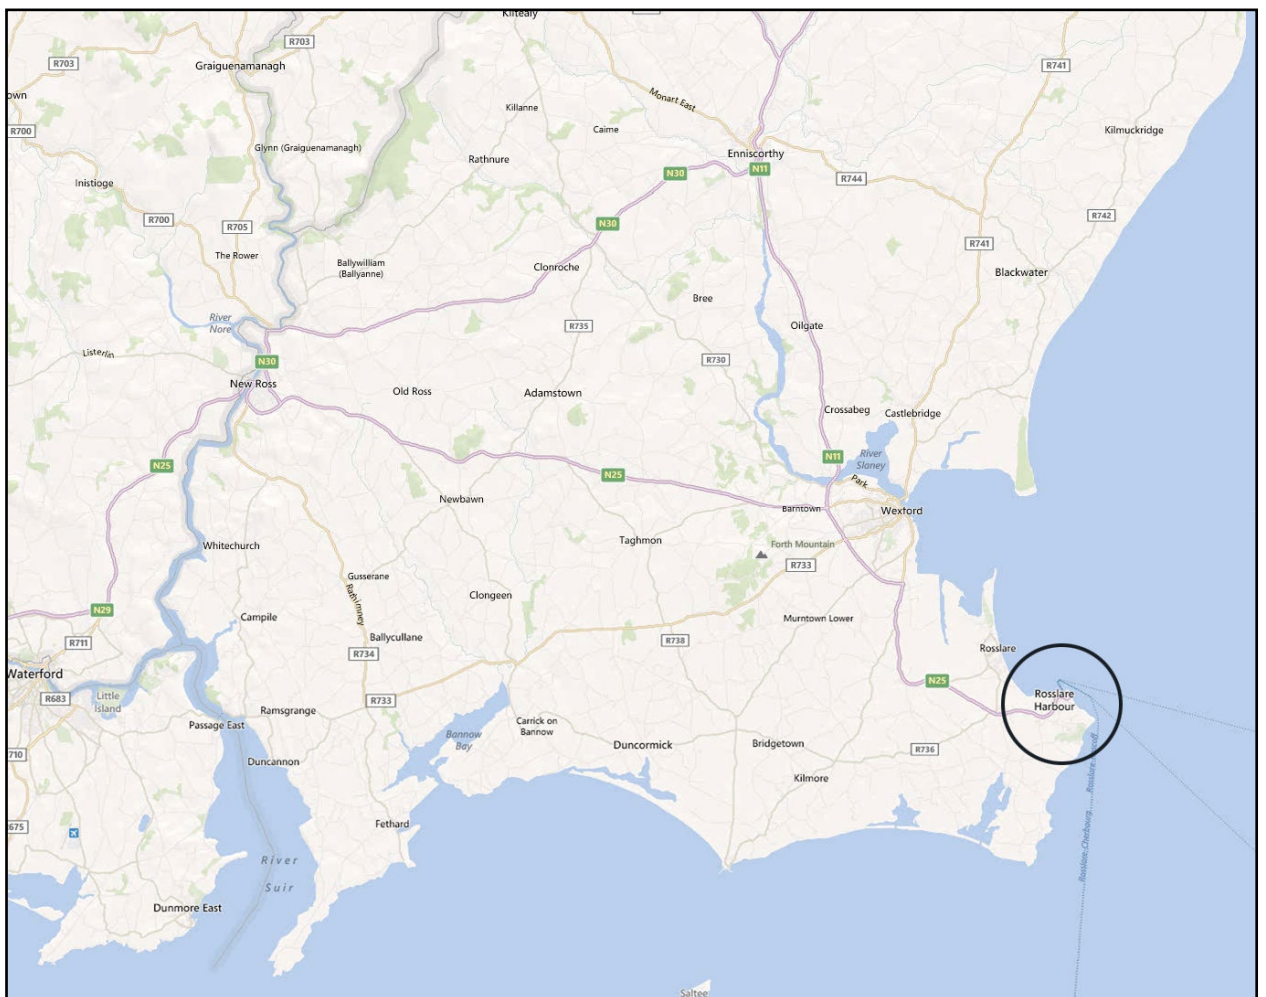 Kiltealy
R703
R703
Graiguenamanagh
R741
own
Monart East
Killanne
R700
Caime
Kilmuckridge
Glynn (Graiguenamanagh)
Enniscorthy
Rathnure
N30
N11
R744
Inistioge
R700
R705
N30
R742
R741
The Rower
Ballywilliam
(Ballyanne)
Clonroche
Blackwater
Bree
River
Nore
R735
Oilgate
Listerlin
N30
R730
New Ross
Old Ross
Adamstown
Crossabeg
Castlebridge
N25
N11
River
Slaney
N25
Park
Newbawn
Barntown
Wexford
Whitechurch
Taghmon
Forth Mountain
R733
Gusserane
Rathimney
Clongeen
N29
Campile
Murntown Lower
Ballycullane
R711
R738
R734
Rosslare
Waterford
N25
R683
Little
Island
R733
Rosslare
Harbour
Ramsgrange
Passage East
Carrick on
Bannow
Bannow
Bay
Duncormick
Bridgetown
R736
710
Duncannon
Kilmore
Rosslare-Cherbourg
675
Fethard
River
Suir
Dunmore East
Saltee